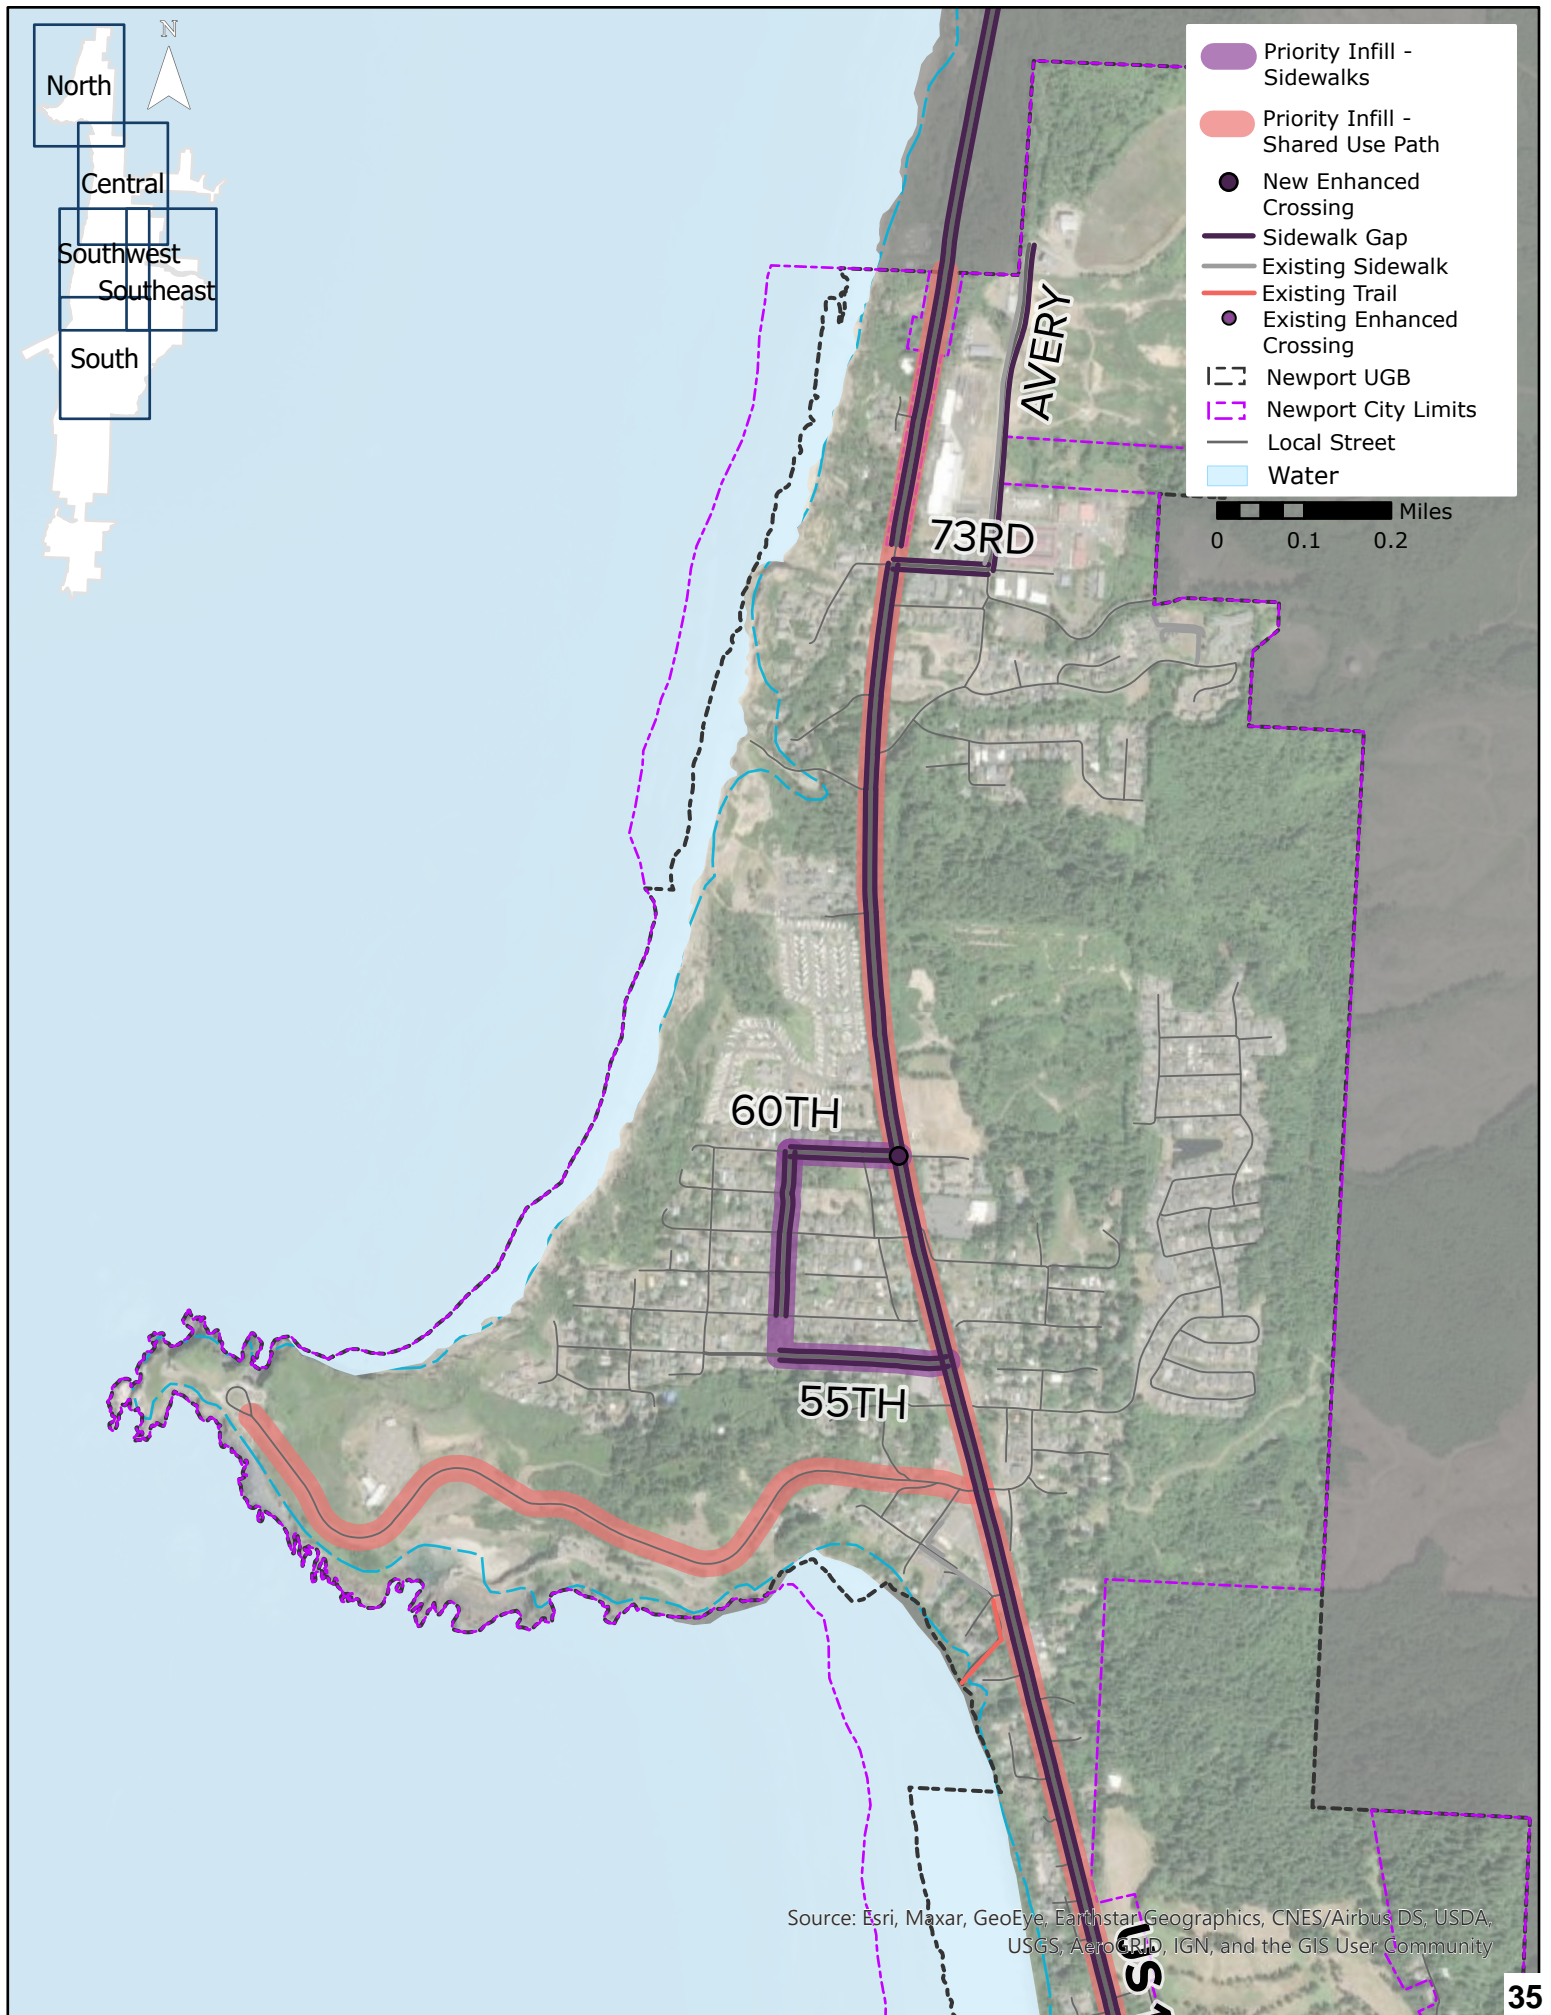 N
North
Central
Southwest
Southeast
South
Priority Infill -
Sidewalks
Priority Infill -
Shared Use Path
New Enhanced
Crossing
Sidewalk Gap
Existing Sidewalk
Existing Trail
Existing Enhanced
Crossing
Newport UGB
Newport City Limits
Local Street
Water
Miles
0 0.1 0.2
AVERY
73RD
60TH
55TH
Source: Esri, Maxar, GeoEye, Earthstar Geographics, CNES/Airbus DS, USDA,
USGS, AeroGRID, IGN, and the GIS User Community
US
35